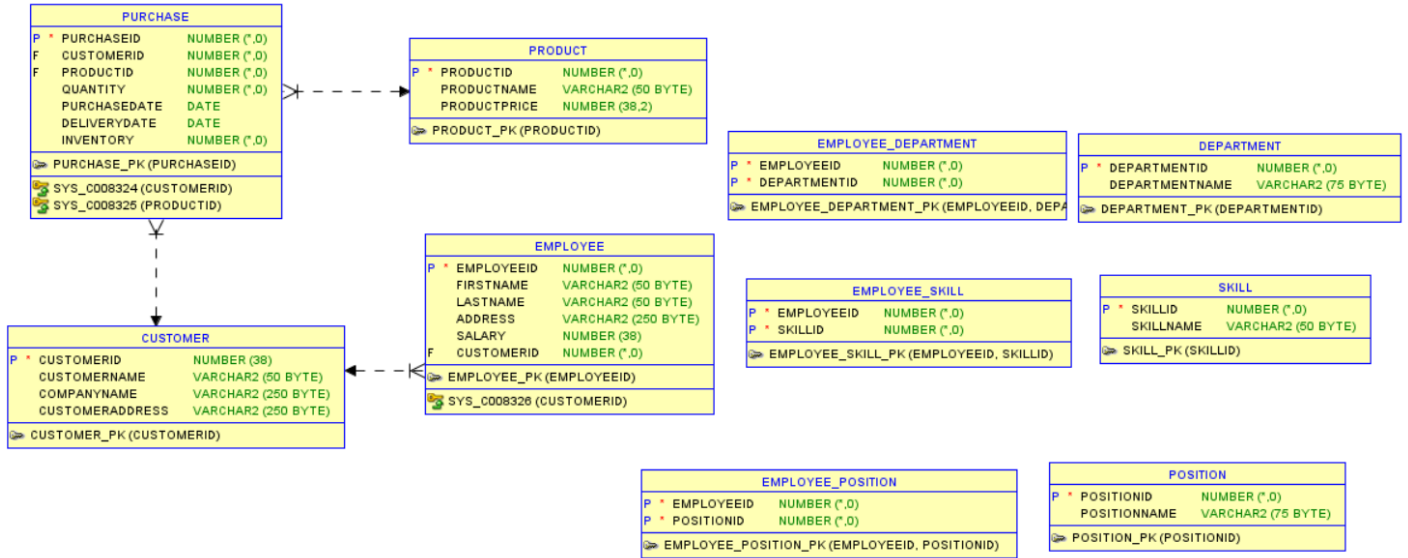 PURCHASE
P * PURCHASEID NUMBER (*,0)
F CUSTOMERID NUMBER (*,0)
F PRODUCTID NUMBER (*,0)
QUANTITY NUMBER (*,0)
PURCHASEDATE DATE
DELIVERYDATE DATE
INVENTORY NUMBER (*,0)
PURCHASE_PK (PURCHASEID)
SYS_C008324 (CUSTOMERID)
SYS_C008325 (PRODUCTID)
PRODUCT
P * PRODUCTID NUMBER (*,0)
PRODUCTNAME VARCHAR2 (50 BYTE)
PRODUCTPRICE NUMBER (38,2)
PRODUCT_PK (PRODUCTID)
EMPLOYEE_DEPARTMENT
P * EMPLOYEEID NUMBER (*,0)
P * DEPARTMENTID NUMBER (*,0)
EMPLOYEE_DEPARTMENT_PK (EMPLOYEEID, DEPA
DEPARTMENT
P * DEPARTMENTID NUMBER (*,0)
DEPARTMENTNAME VARCHAR2 (75 BYTE)
DEPARTMENT_PK (DEPARTMENTID)
EMPLOYEE
P * EMPLOYEEID NUMBER (*,0)
FIRSTNAME VARCHAR2 (50 BYTE)
LASTNAME VARCHAR2 (50 BYTE)
ADDRESS VARCHAR2 (250 BYTE)
SALARY NUMBER (38)
F CUSTOMERID NUMBER (*,0)
EMPLOYEE_PK (EMPLOYEEID)
SYS_C008326 (CUSTOMERID)
EMPLOYEE_SKILL
P * EMPLOYEEID NUMBER (*,0)
P * SKILLID NUMBER (*,0)
EMPLOYEE_SKILL_PK (EMPLOYEEID, SKILLID)
SKILL
P * SKILLID NUMBER (*,0)
SKILLNAME VARCHAR2 (50 BYTE)
SKILL_PK (SKILLID)
CUSTOMER
P * CUSTOMERID NUMBER (38)
CUSTOMERNAME VARCHAR2 (50 BYTE)
COMPANYNAME VARCHAR2 (250 BYTE)
CUSTOMERADDRESS VARCHAR2 (250 BYTE)
CUSTOMER_PK (CUSTOMERID)
EMPLOYEE_POSITION
P * EMPLOYEEID NUMBER (*,0)
P * POSITIONID NUMBER (*,0)
EMPLOYEE_POSITION_PK (EMPLOYEEID, POSITIONID)
POSITION
P * POSITIONID NUMBER (*,0)
POSITIONNAME VARCHAR2 (75 BYTE)
POSITION_PK (POSITIONID)